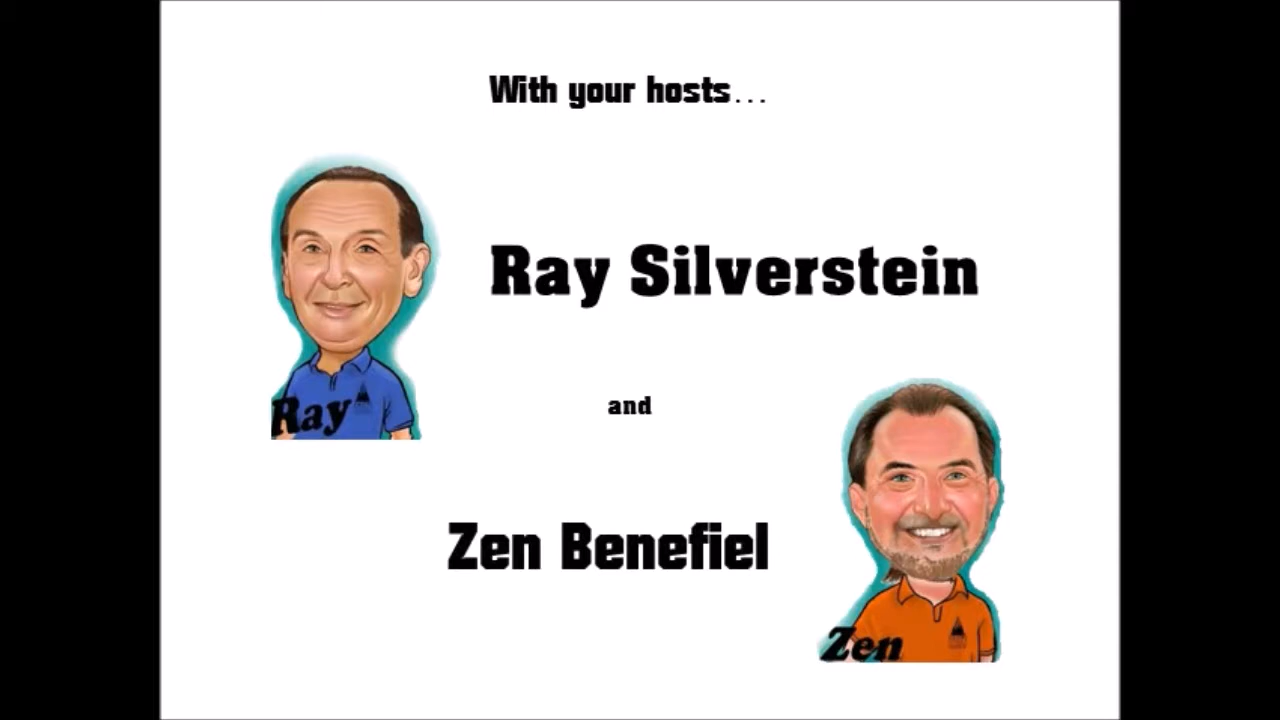 With your hosts...
Ray Silverstein
Ray
and
Zen Benefiel
Zen